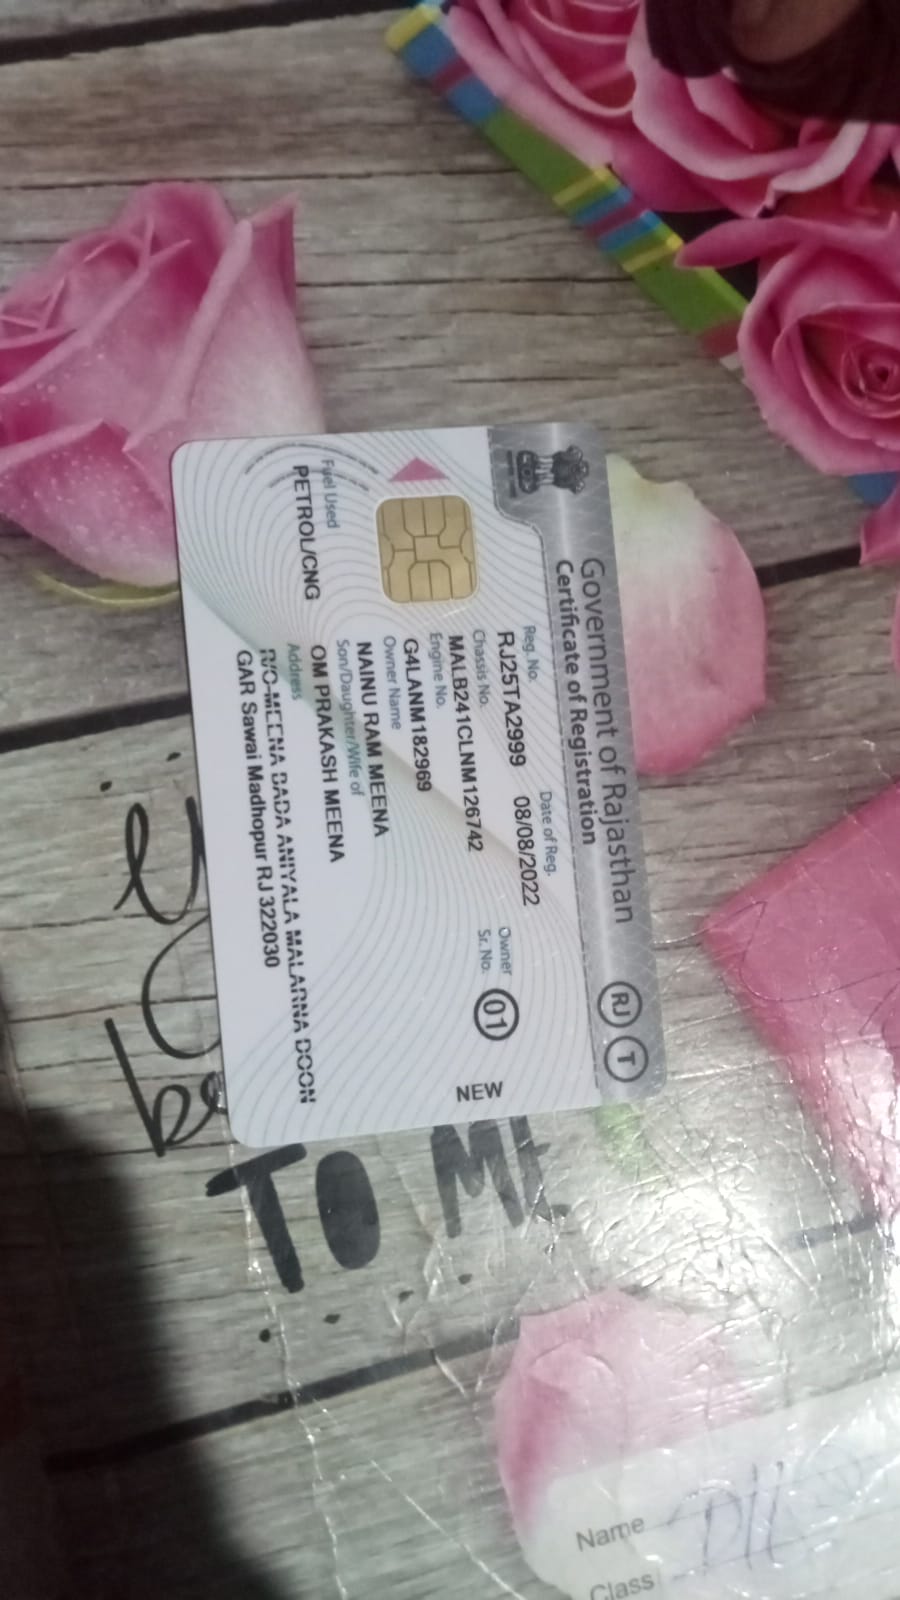 Government of Rajasthan
Certificate of Registration
RJ T
Reg. No. Date of Reg. Owner Sr. No. 01
RJ25TA2999 08/08/2022
NEW
Chassis No.
MALB241CLNM126742
Engine No.
G4LANM182969
Owner Name
NAINU RAM MEENA
Son/Daughter/Wife of
OM PRAKASH MEENA
Fuel Used
PETROL/CNG
Address
R/O-MEENA BADA ANIYALA MALARNA DOON
GAR Sawai Madhopur RJ 322030
TO ME
Name
Class